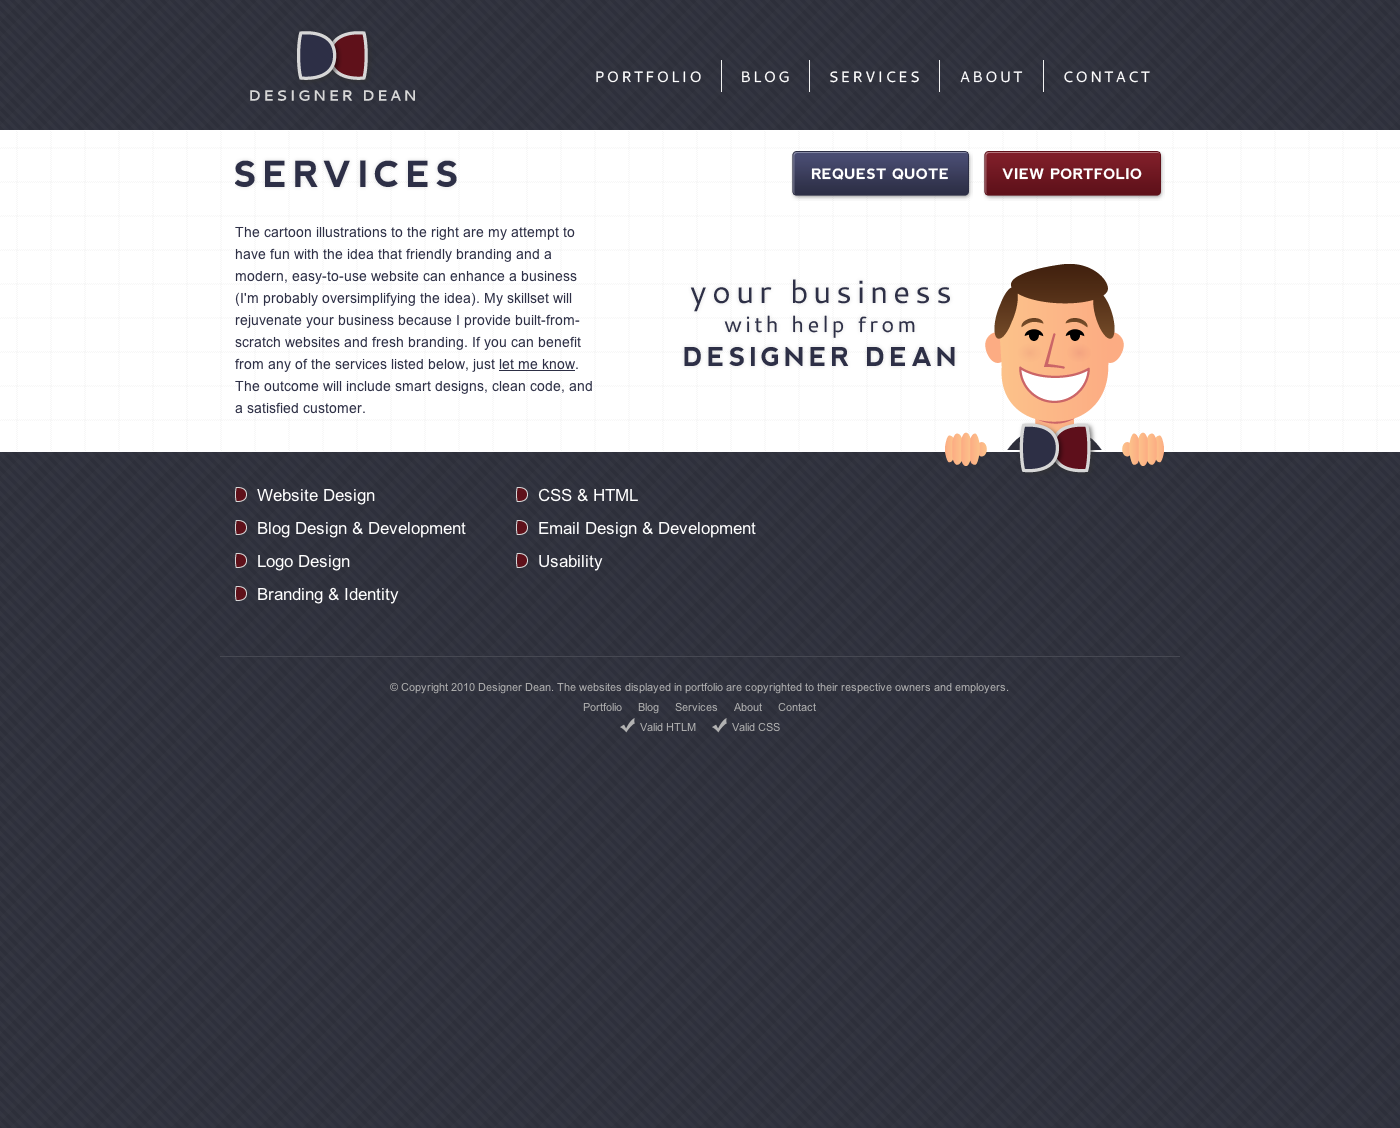 DESIGNER DEAN
PORTFOLIO
BLOG
SERVICES
ABOUT
CONTACT
SERVICES
REQUEST QUOTE
VIEW PORTFOLIO
The cartoon illustrations to the right are my attempt to
have fun with the idea that friendly branding and a
modern, easy-to-use website can enhance a business
(I'm probably oversimplifying the idea). My skillset will
rejuvenate your business because I provide built-from-
scratch websites and fresh branding. If you can benefit
from any of the services listed below, just let me know.
The outcome will include smart designs, clean code, and
a satisfied customer.
your business
with help from
DESIGNER DEAN
Website Design
Blog Design & Development
Logo Design
Branding & Identity
CSS & HTML
Email Design & Development
Usability
© Copyright 2010 Designer Dean. The websites displayed in portfolio are copyrighted to their respective owners and employers.
Portfolio Blog Services About Contact
Valid HTLM Valid CSS